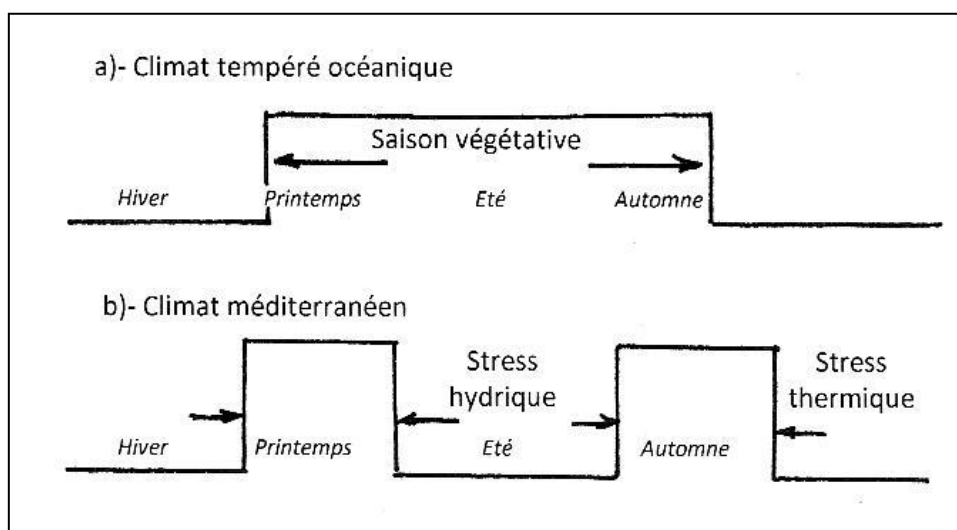 a)- Climat tempéré océanique
Saison végétative
Hiver Printemps Eté Automne
b)- Climat méditerranéen
Stress hydrique
Stress thermique
Hiver Printemps Eté Automne